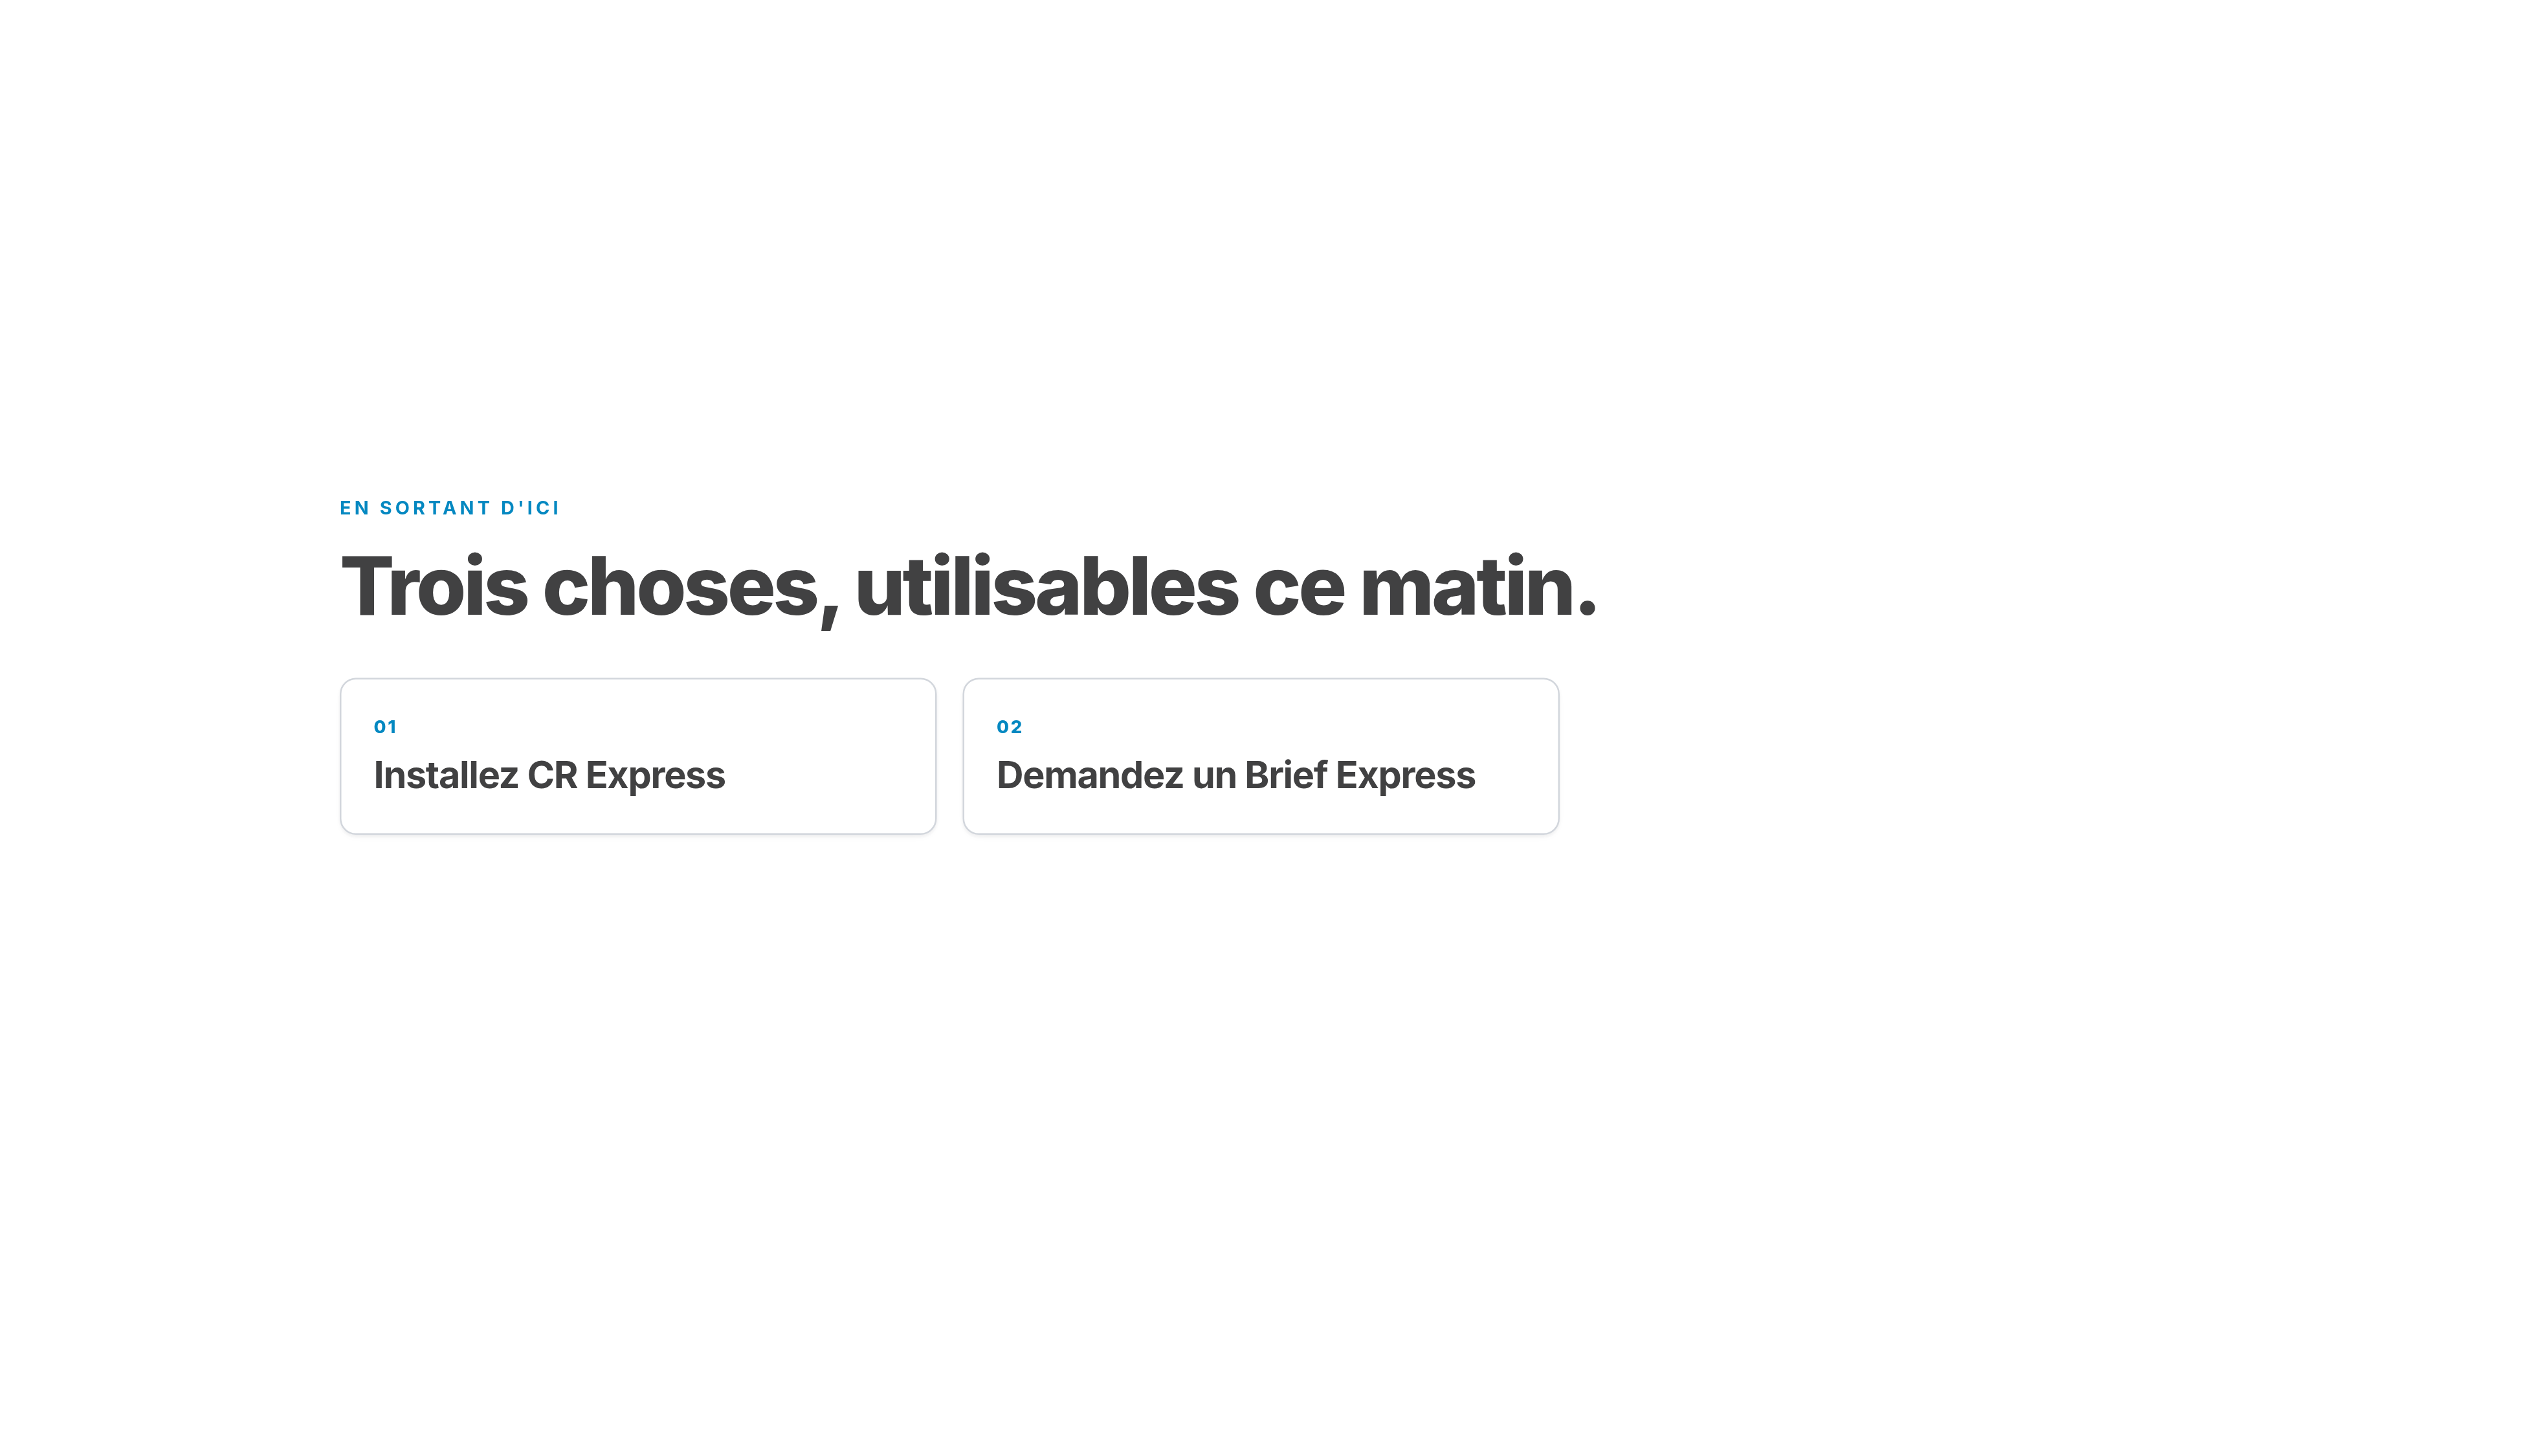 EN SORTANT D'ICI
Trois choses, utilisables ce matin.
01
Installez CR Express
02
Demandez un Brief Express